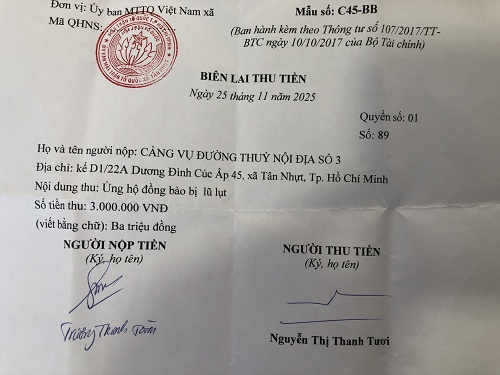 Đơn vị: Ủy ban MTTQ Việt Nam xã
Mẫu số: C45-BB
Mã QHNS:
(Ban hành kèm theo Thông tư số 107/2017/TT-
BTC ngày 10/10/2017 của Bộ Tài chính)
BIÊN LAI THU TIỀN
Ngày 25 tháng 11 năm 2025
Quyển số: 01
Số: 89
Họ và tên người nộp: CẢNG VỤ ĐƯỜNG THUỶ NỘI ĐỊA SỐ 3
Địa chỉ: kế D1/22A Dương Đình Cúc Ấp 45, xã Tân Nhựt, Tp. Hồ Chí Minh
Nội dung thu: Ủng hộ đồng bào bị lũ lụt
Số tiền thu: 3.000.000 VNĐ
(viết bằng chữ): Ba triệu đồng
NGƯỜI NỘP TIỀN
NGƯỜI THU TIỀN
(Ký, họ tên)
(Ký, họ tên)
Trương Thanh Toàn
Nguyễn Thị Thanh Tươi